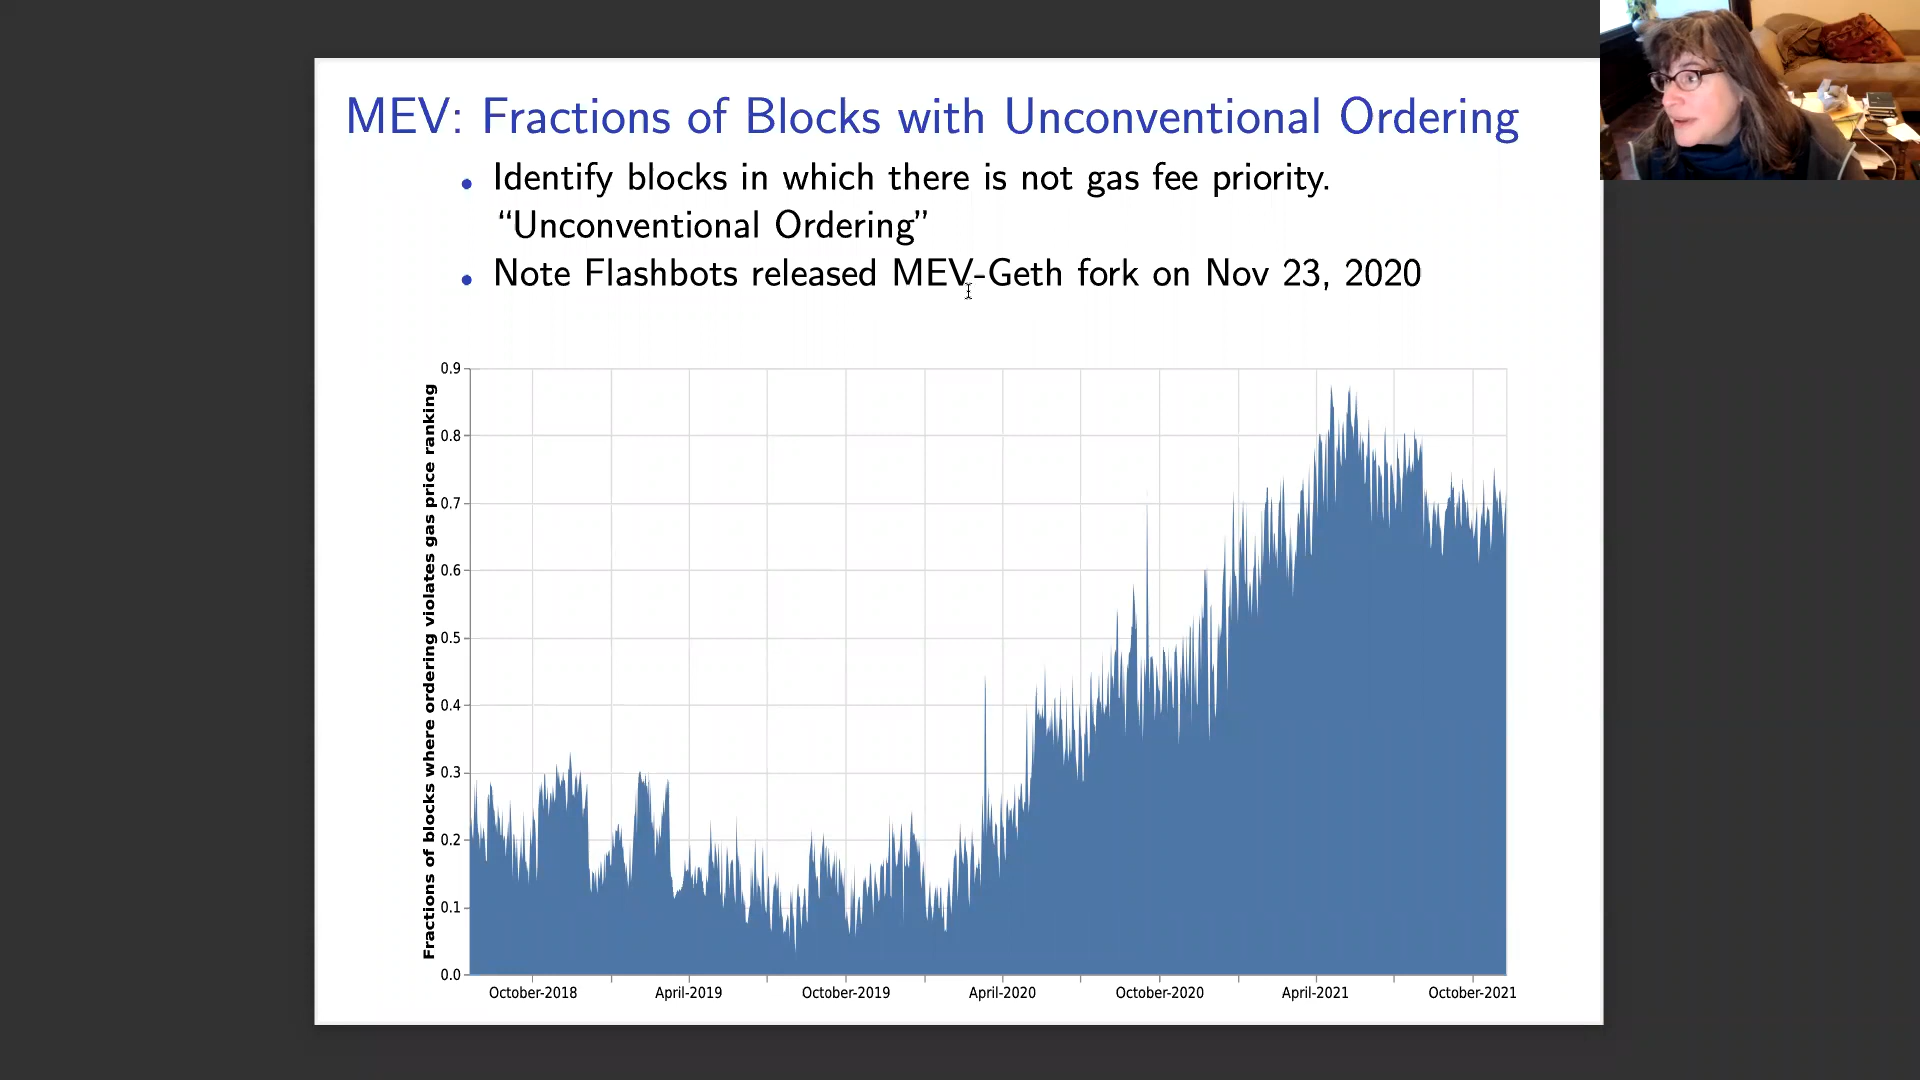 MEV: Fractions of Blocks with Unconventional Ordering
• Identify blocks in which there is not gas fee priority.
“Unconventional Ordering”
• Note Flashbots released MEV-Geth fork on Nov 23, 2020
Fractions of blocks where ordering violates gas price ranking
0.9
0.8
0.7
0.6
0.5
0.4
0.3
0.2
0.1
0.0
October-2018
April-2019
October-2019
April-2020
October-2020
April-2021
October-2021